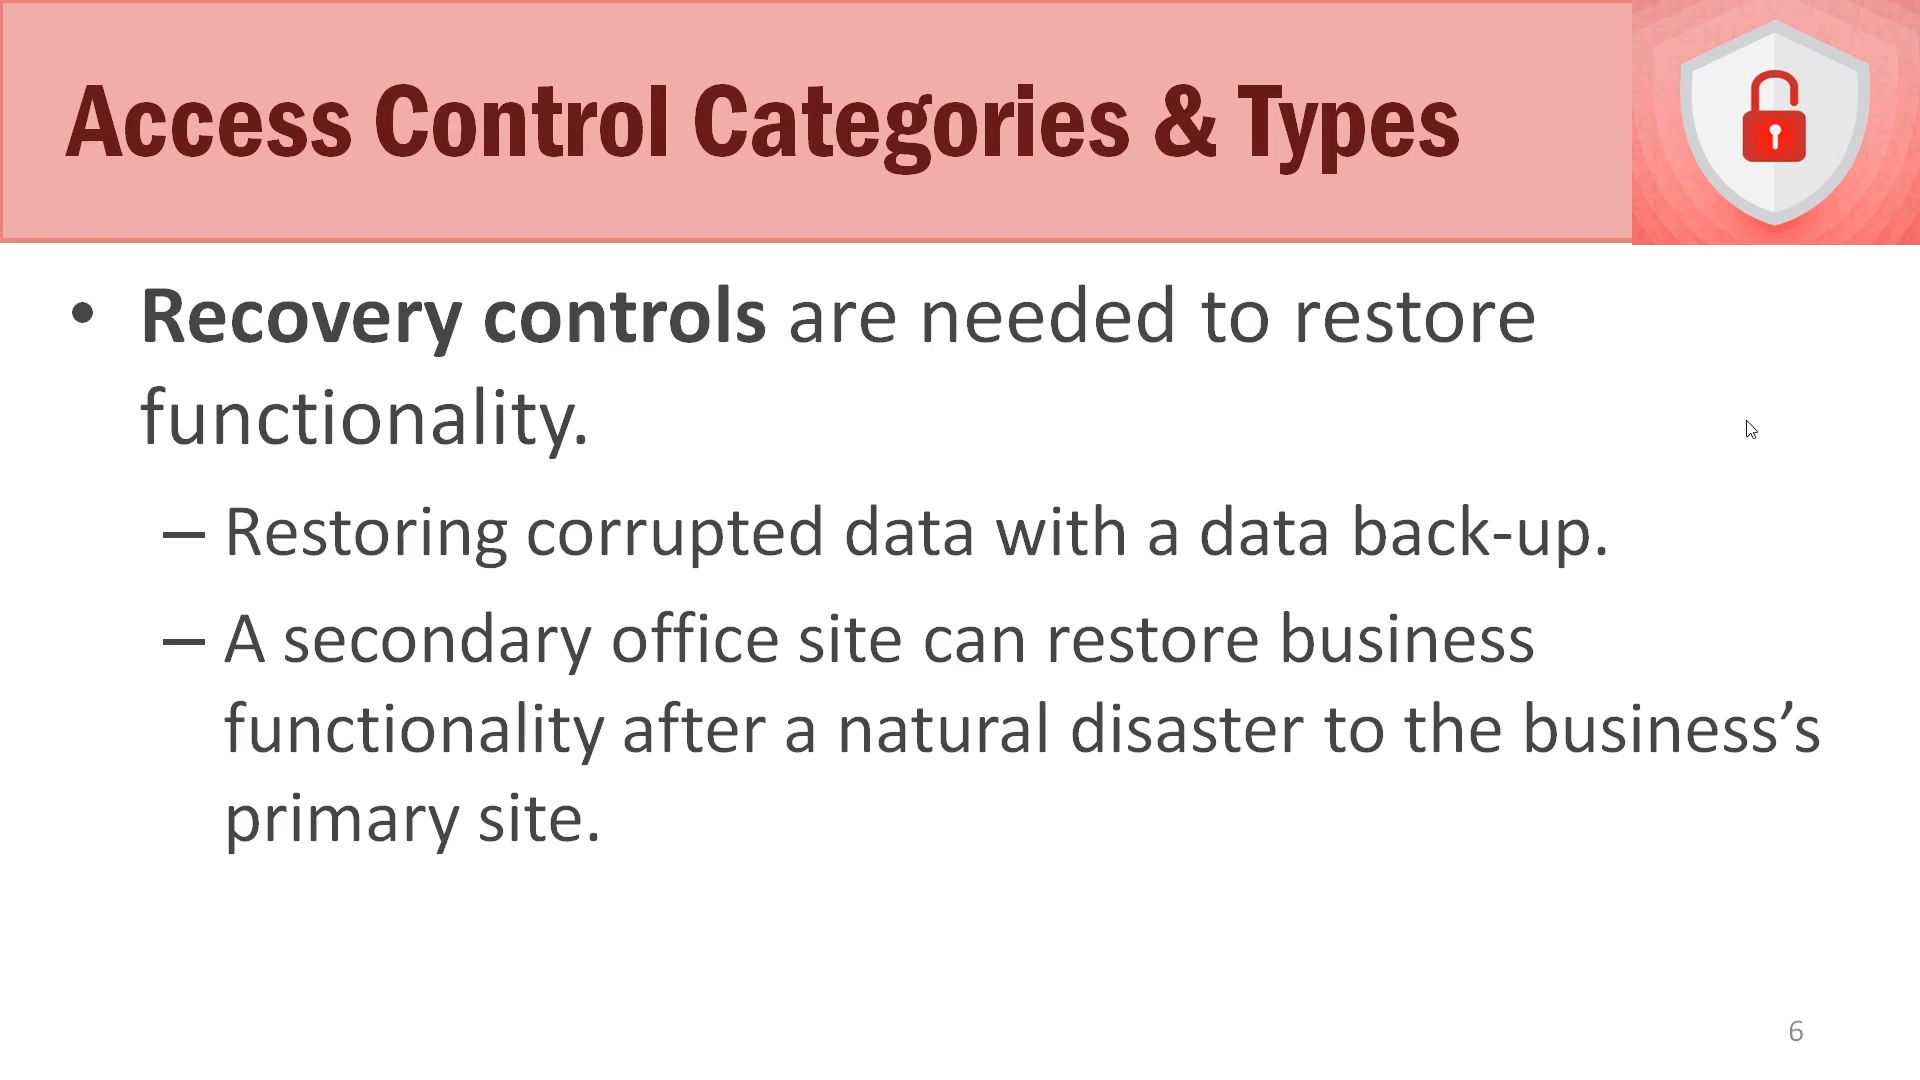 Access Control Categories & Types
• Recovery controls are needed to restore
functionality.
– Restoring corrupted data with a data back-up.
– A secondary office site can restore business
functionality after a natural disaster to the business’s
primary site.
6